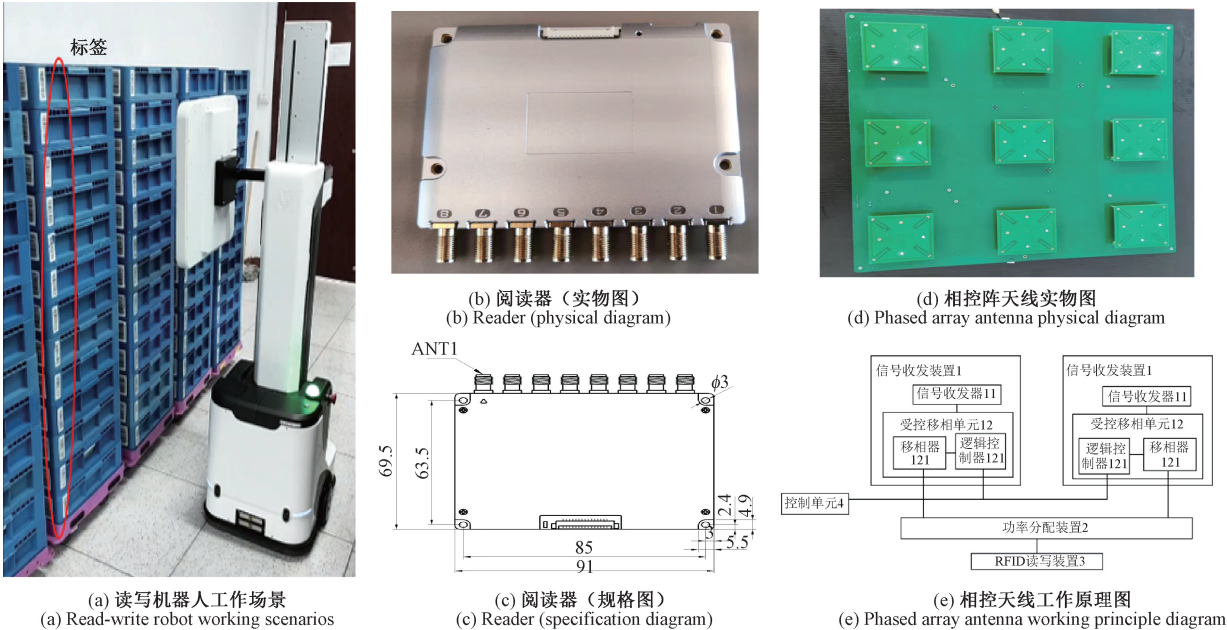 标签
(a) 读写机器人工作场景
(a) Read-write robot working scenarios
8 7 6 5 4 3 2 1
(b) 阅读器（实物图）
(b) Reader (physical diagram)
ANT1
ϕ3
69.5
63.5
2.4
4.9
3
5.5
85
91
(c) 阅读器（规格图）
(c) Reader (specification diagram)
(d) 相控阵天线实物图
(d) Phased array antenna physical diagram
信号收发装置1
信号收发器11
受控移相单元12
移相器
121
逻辑控
制器121
信号收发装置1
信号收发器11
受控移相单元12
逻辑控
制器121
移相器
121
控制单元4
功率分配装置2
RFID读写装置3
(e) 相控天线工作原理图
(e) Phased array antenna working principle diagram